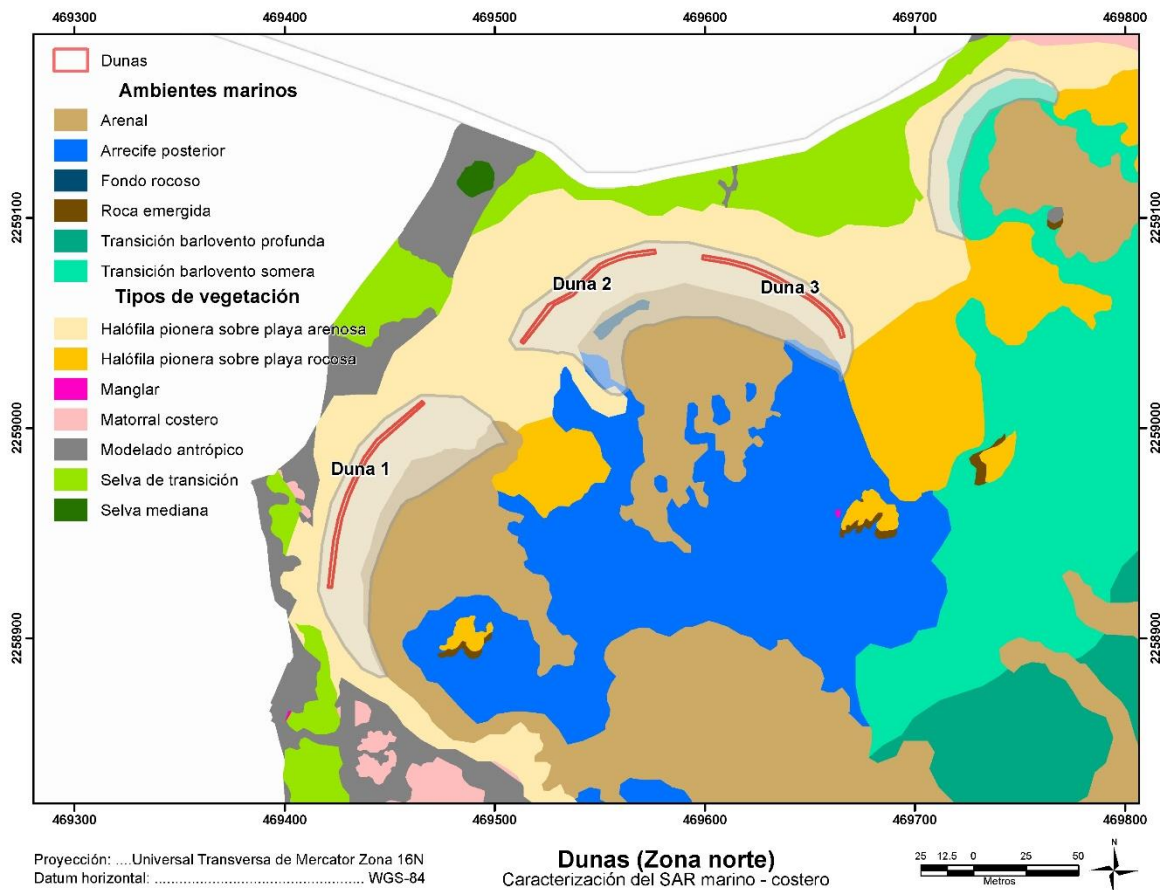 469300 469400 469500 469600 469700 469800
Dunas
Ambientes marinos
Arenal
Arrecife posterior
Fondo rocoso
Roca emergida
Transición barlovento profunda
Transición barlovento somera
Tipos de vegetación
Halófila pionera sobre playa arenosa
Halófila pionera sobre playa rocosa
Manglar
Matorral costero
Modelado antrópico
Selva de transición
Selva mediana
Duna 1
Duna 2
Duna 3
2259100
2259000
2258900
2259100
2259000
2258900
469300 469400 469500 469600 469700 469800
Proyección: ....Universal Transversa de Mercator Zona 16N
Datum horizontal: ................................................ WGS-84
Dunas (Zona norte)
Caracterización del SAR marino - costero
25 12.5 0 25 50
Metros
N